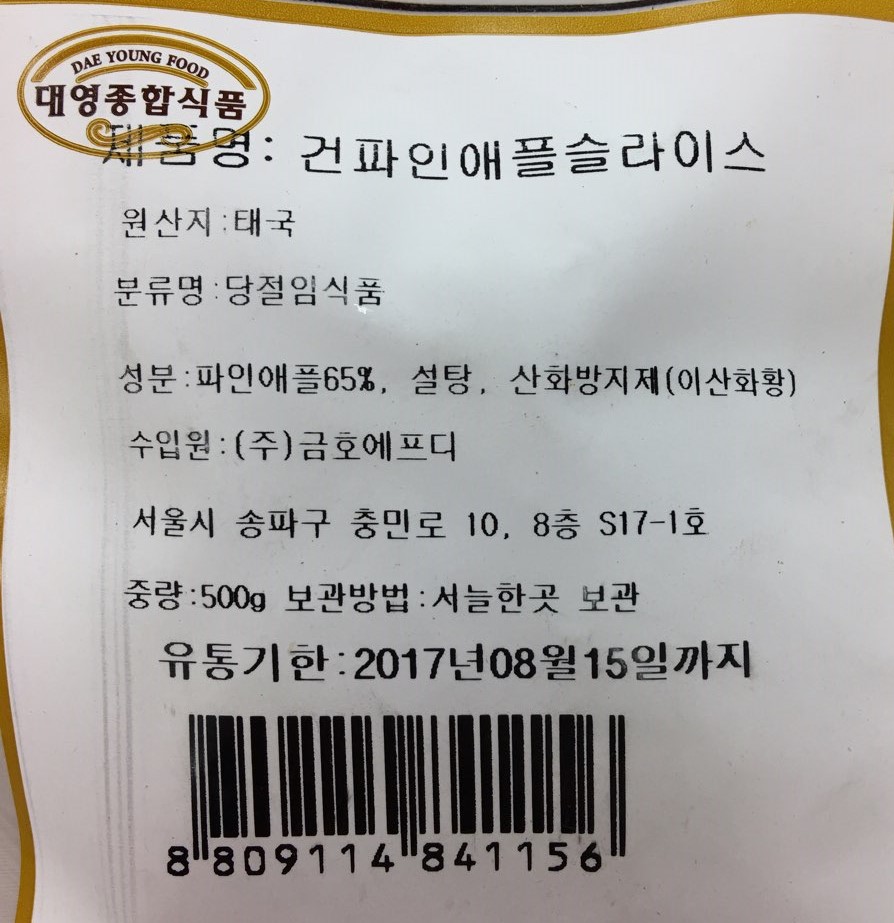 DAE YOUNG FOOD
대영종합식품
제품명: 건파인애플슬라이스
원산지:태국
분류명:당절임식품
성분:파인애플65%, 설탕, 산화방지제(이산화황)
수입원:(주)금호에프디
서울시 송파구 충민로 10, 8층 S17-1호
중량:500g 보관방법:서늘한곳 보관
유통기한:2017년08월15일까지
8 809114 841156